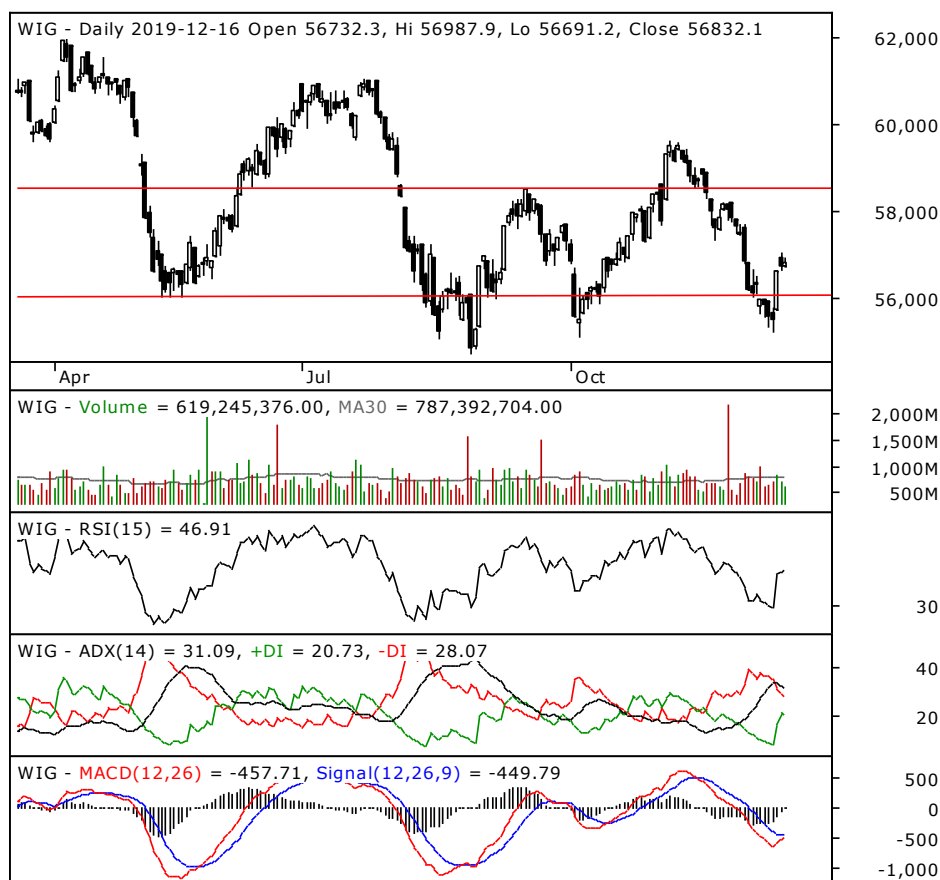 WIG - Daily 2019-12-16 Open 56732.3, Hi 56987.9, Lo 56691.2, Close 56832.1
62,000
60,000
58,000
56,000
Apr Jul Oct
WIG - Volume = 619,245,376.00, MA30 = 787,392,704.00
2,000M
1,500M
1,000M
500M
WIG - RSI(15) = 46.91
30
WIG - ADX(14) = 31.09, +DI = 20.73, -DI = 28.07
40
20
WIG - MACD(12,26) = -457.71, Signal(12,26,9) = -449.79
500
0
-500
-1,000